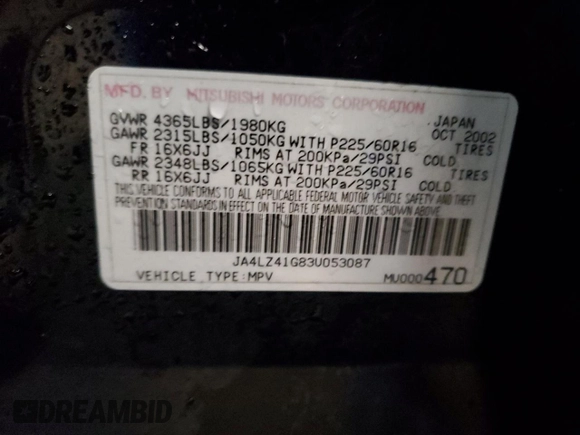 MFD. BY MITSUBISHI MOTORS CORPORATION
JAPAN
GVWR 4365LBS/1980KG OCT 2002
GAWR 2315LBS/1050KG WITH P225/60R16 TIRES
FR 16X6JJ RIMS AT 200KPa/29PSI COLD
GAWR 2348LBS/1065KG WITH P225/60R16 TIRES
RR 16X6JJ RIMS AT 200KPa/29PSI COLD
THIS VEHICLE CONFORMS TO ALL APPLICABLE FEDERAL MOTOR VEHICLE SAFETY AND THEFT
PREVENTION STANDARDS IN EFFECT ON THE DATE OF MANUFACTURE SHOWN ABOVE.
JA4LZ41G83U053087
VEHICLE TYPE:MPV MU000470
DREAMBID